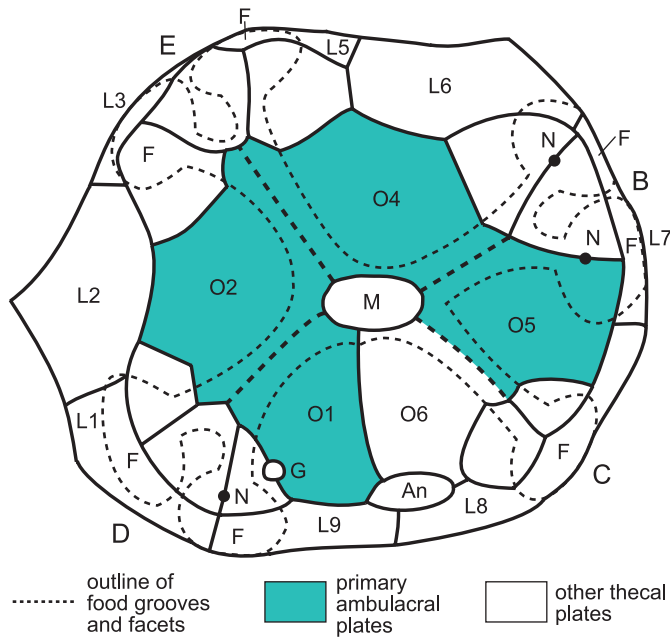 F
E
L5
L6
L3
F
N
F
B
O4
L7
N
F
L2
O2
M
O5
L1
O1
O6
F
G
F
C
An
N
L8
D
F
L9
outline of
food grooves
and facets
primary
ambulacral
plates
other thecal
plates